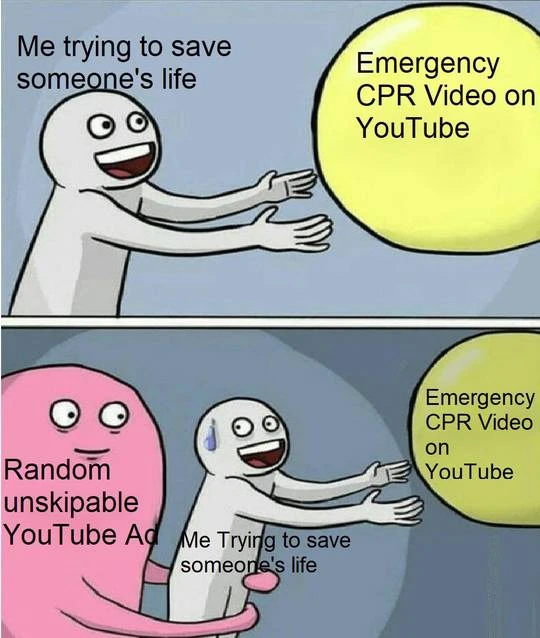 Me trying to save
someone's life
Emergency
CPR Video on
YouTube
Emergency
CPR Video
on
YouTube
Random
unskipable
YouTube Ad
Me Trying to save
someone's life